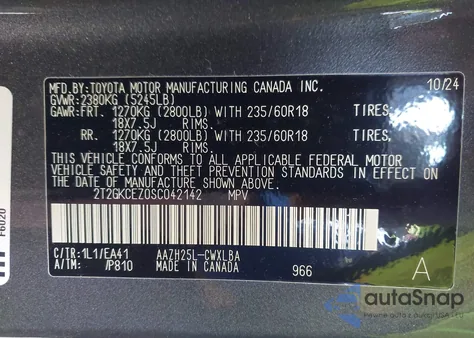 MFD.BY:TOYOTA MOTOR MANUFACTURING CANADA INC. 10/24
GVWR:2380KG (5245LB)
GAWR:FRT. 1270KG (2800LB) WITH 235/60R18 TIRES.
18X7.5J RIMS.
RR. 1270KG (2800LB) WITH 235/60R18 TIRES.
18X7.5J RIMS.
THIS VEHICLE CONFORMS TO ALL APPLICABLE FEDERAL MOTOR
VEHICLE SAFETY AND THEFT PREVENTION STANDARDS IN EFFECT ON
THE DATE OF MANUFACTURE SHOWN ABOVE.
2T2GKCEZ0SC042142 MPV
C/TR:1L1/EA41 AAZH25L-CWXLBA
A/TM: /P810 MADE IN CANADA 966 A
F6020
autoSnap